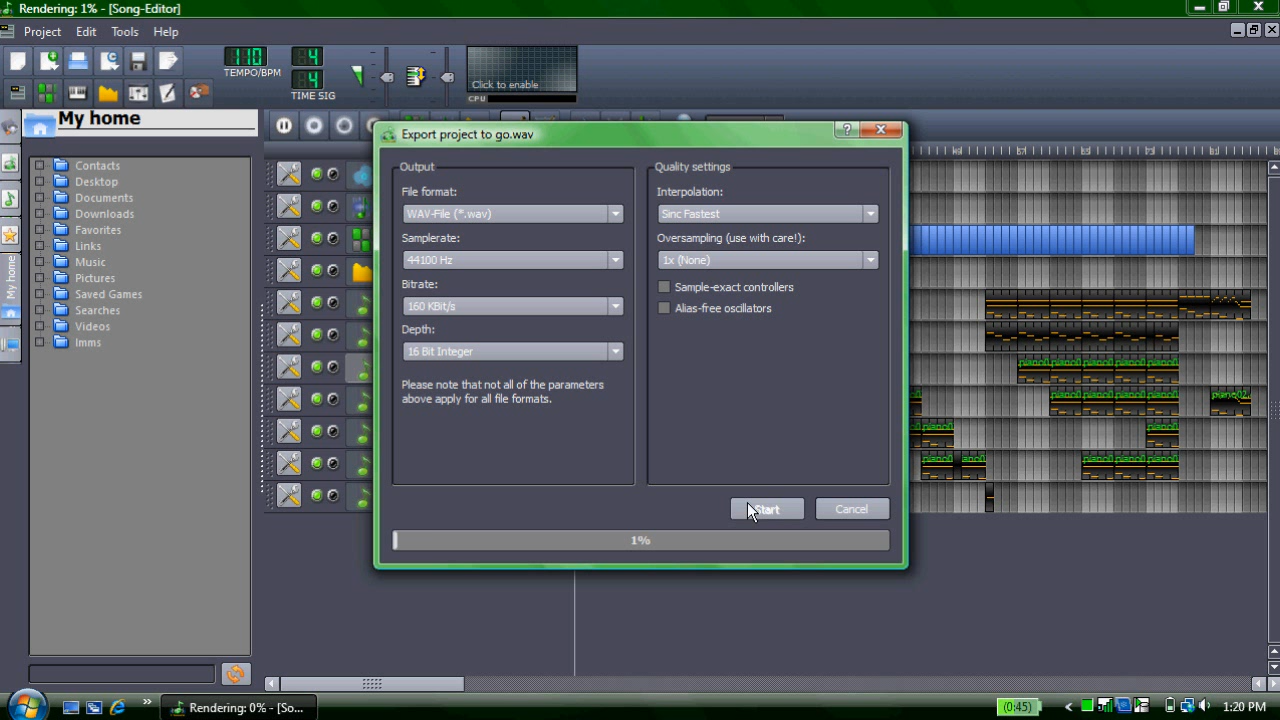 Rendering: 1% - [Song-Editor]
Project Edit Tools Help
110
TEMPO/BPM
4
4
TIME SIG
Click to enable
CPU
My home
Contacts
Desktop
Documents
Downloads
Favorites
Links
Music
Pictures
Saved Games
Searches
Videos
lmms
My home
Export project to go.wav
Output
File format:
WAV-File (*.wav)
Samplerate:
44100 Hz
Bitrate:
160 KBit/s
Depth:
16 Bit Integer
Please note that not all of the parameters
above apply for all file formats.
Quality settings
Interpolation:
Sinc Fastest
Oversampling (use with care!):
1x (None)
Sample-exact controllers
Alias-free oscillators
Start
Cancel
1%
Rendering: 0% - [So...
(0:45)
1:20 PM